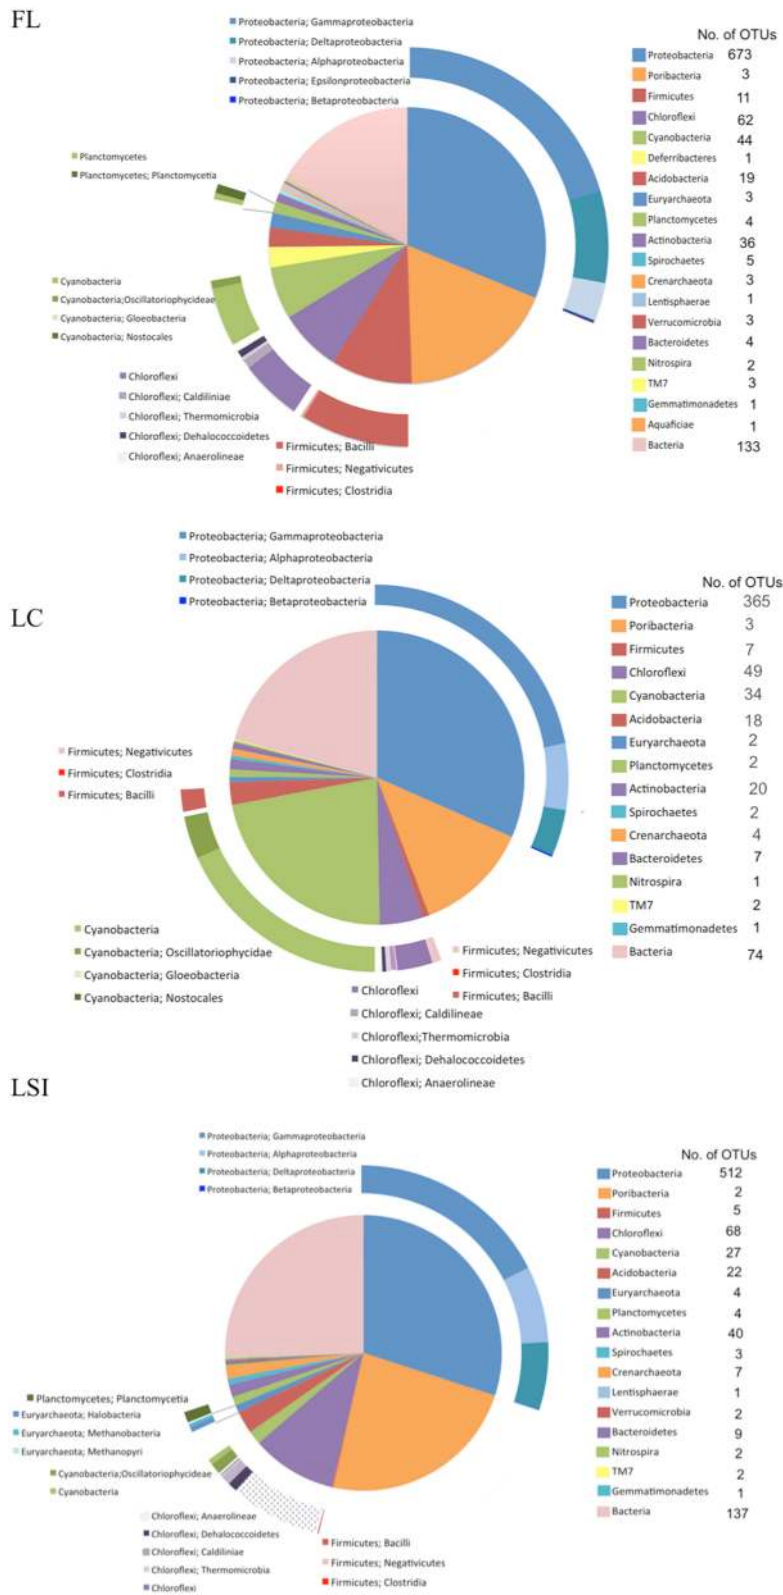 FL
Proteobacteria; Gammaproteobacteria
Proteobacteria; Deltaproteobacteria
Proteobacteria; Alphaproteobacteria
Proteobacteria; Epsilonproteobacteria
Proteobacteria; Betaproteobacteria
Planctomycetes
Planctomycetes; Planctomycetia
Cyanobacteria
Cyanobacteria;Oscillatoriophycideae
Cyanobacteria; Gloeobacteria
Cyanobacteria; Nostocales
Chloroflexi
Chloroflexi; Caldiliniae
Chloroflexi; Thermomicrobia
Chloroflexi; Dehalococcoidetes
Chloroflexi; Anaerolineae
Firmicutes; Bacilli
Firmicutes; Negativicutes
Firmicutes; Clostridia
No. of OTUs
Proteobacteria 673
Poribacteria 3
Firmicutes 11
Chloroflexi 62
Cyanobacteria 44
Deferribacteres 1
Acidobacteria 19
Euryarchaeota 3
Planctomycetes 4
Actinobacteria 36
Spirochaetes 5
Crenarchaeota 3
Lentisphaerae 1
Verrucomicrobia 3
Bacteroidetes 4
Nitrospira 2
TM7 3
Gemmatimonadetes 1
Aquaficiae 1
Bacteria 133
LC
Proteobacteria; Gammaproteobacteria
Proteobacteria; Alphaproteobacteria
Proteobacteria; Deltaproteobacteria
Proteobacteria; Betaproteobacteria
Firmicutes; Negativicutes
Firmicutes; Clostridia
Firmicutes; Bacilli
Cyanobacteria
Cyanobacteria; Oscillatoriophycidae
Cyanobacteria; Gloeobacteria
Cyanobacteria; Nostocales
Firmicutes; Negativicutes
Firmicutes; Clostridia
Firmicutes; Bacilli
Chloroflexi
Chloroflexi; Caldilineae
Chloroflexi;Thermomicrobia
Chloroflexi; Dehalococcoidetes
Chloroflexi; Anaerolineae
No. of OTUs
Proteobacteria 365
Poribacteria 3
Firmicutes 7
Chloroflexi 49
Cyanobacteria 34
Acidobacteria 18
Euryarchaeota 2
Planctomycetes 2
Actinobacteria 20
Spirochaetes 2
Crenarchaeota 4
Bacteroidetes 7
Nitrospira 1
TM7 2
Gemmatimonadetes 1
Bacteria 74
LSI
Proteobacteria; Gammaproteobacteria
Proteobacteria; Alphaproteobacteria
Proteobacteria; Deltaproteobacteria
Proteobacteria; Betaproteobacteria
Planctomycetes; Planctomycetia
Euryarchaeota; Halobacteria
Euryarchaeota; Methanobacteria
Euryarchaeota; Methanopyri
Cyanobacteria;Oscillatoriophycideae
Cyanobacteria
Chloroflexi; Anaerolineae
Chloroflexi; Dehalococcoidetes
Chloroflexi; Caldiliniae
Chloroflexi; Thermomicrobia
Chloroflexi
Firmicutes; Bacilli
Firmicutes; Negativicutes
Firmicutes; Clostridia
No. of OTUs
Proteobacteria 512
Poribacteria 2
Firmicutes 5
Chloroflexi 68
Cyanobacteria 27
Acidobacteria 22
Euryarchaeota 4
Planctomycetes 4
Actinobacteria 40
Spirochaetes 3
Crenarchaeota 7
Lentisphaerae 1
Verrucomicrobia 2
Bacteroidetes 9
Nitrospira 2
TM7 2
Gemmatimonadetes 1
Bacteria 137